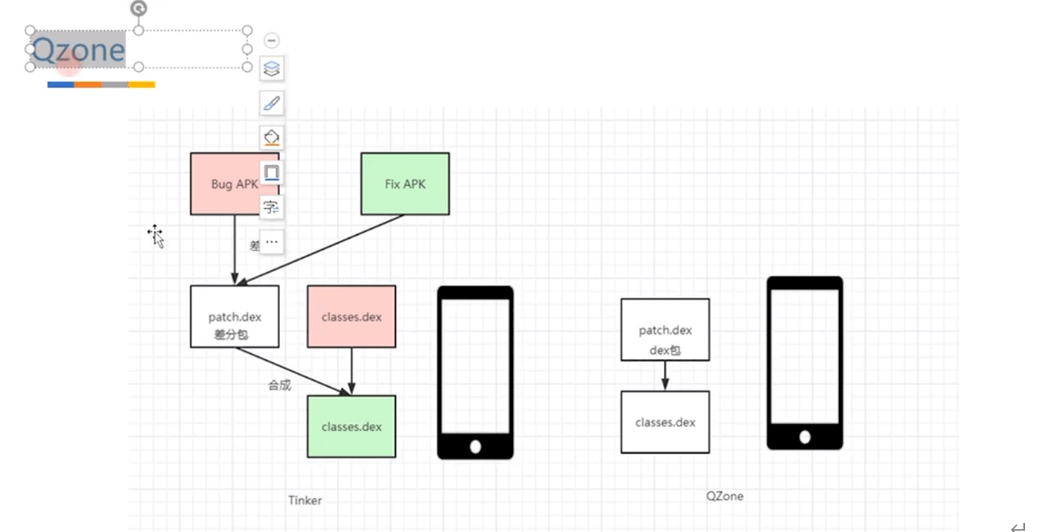 Qzone
Bug APK
Fix APK
差
patch.dex
差分包
classes.dex
合成
classes.dex
Tinker
patch.dex
dex包
classes.dex
QZone
字